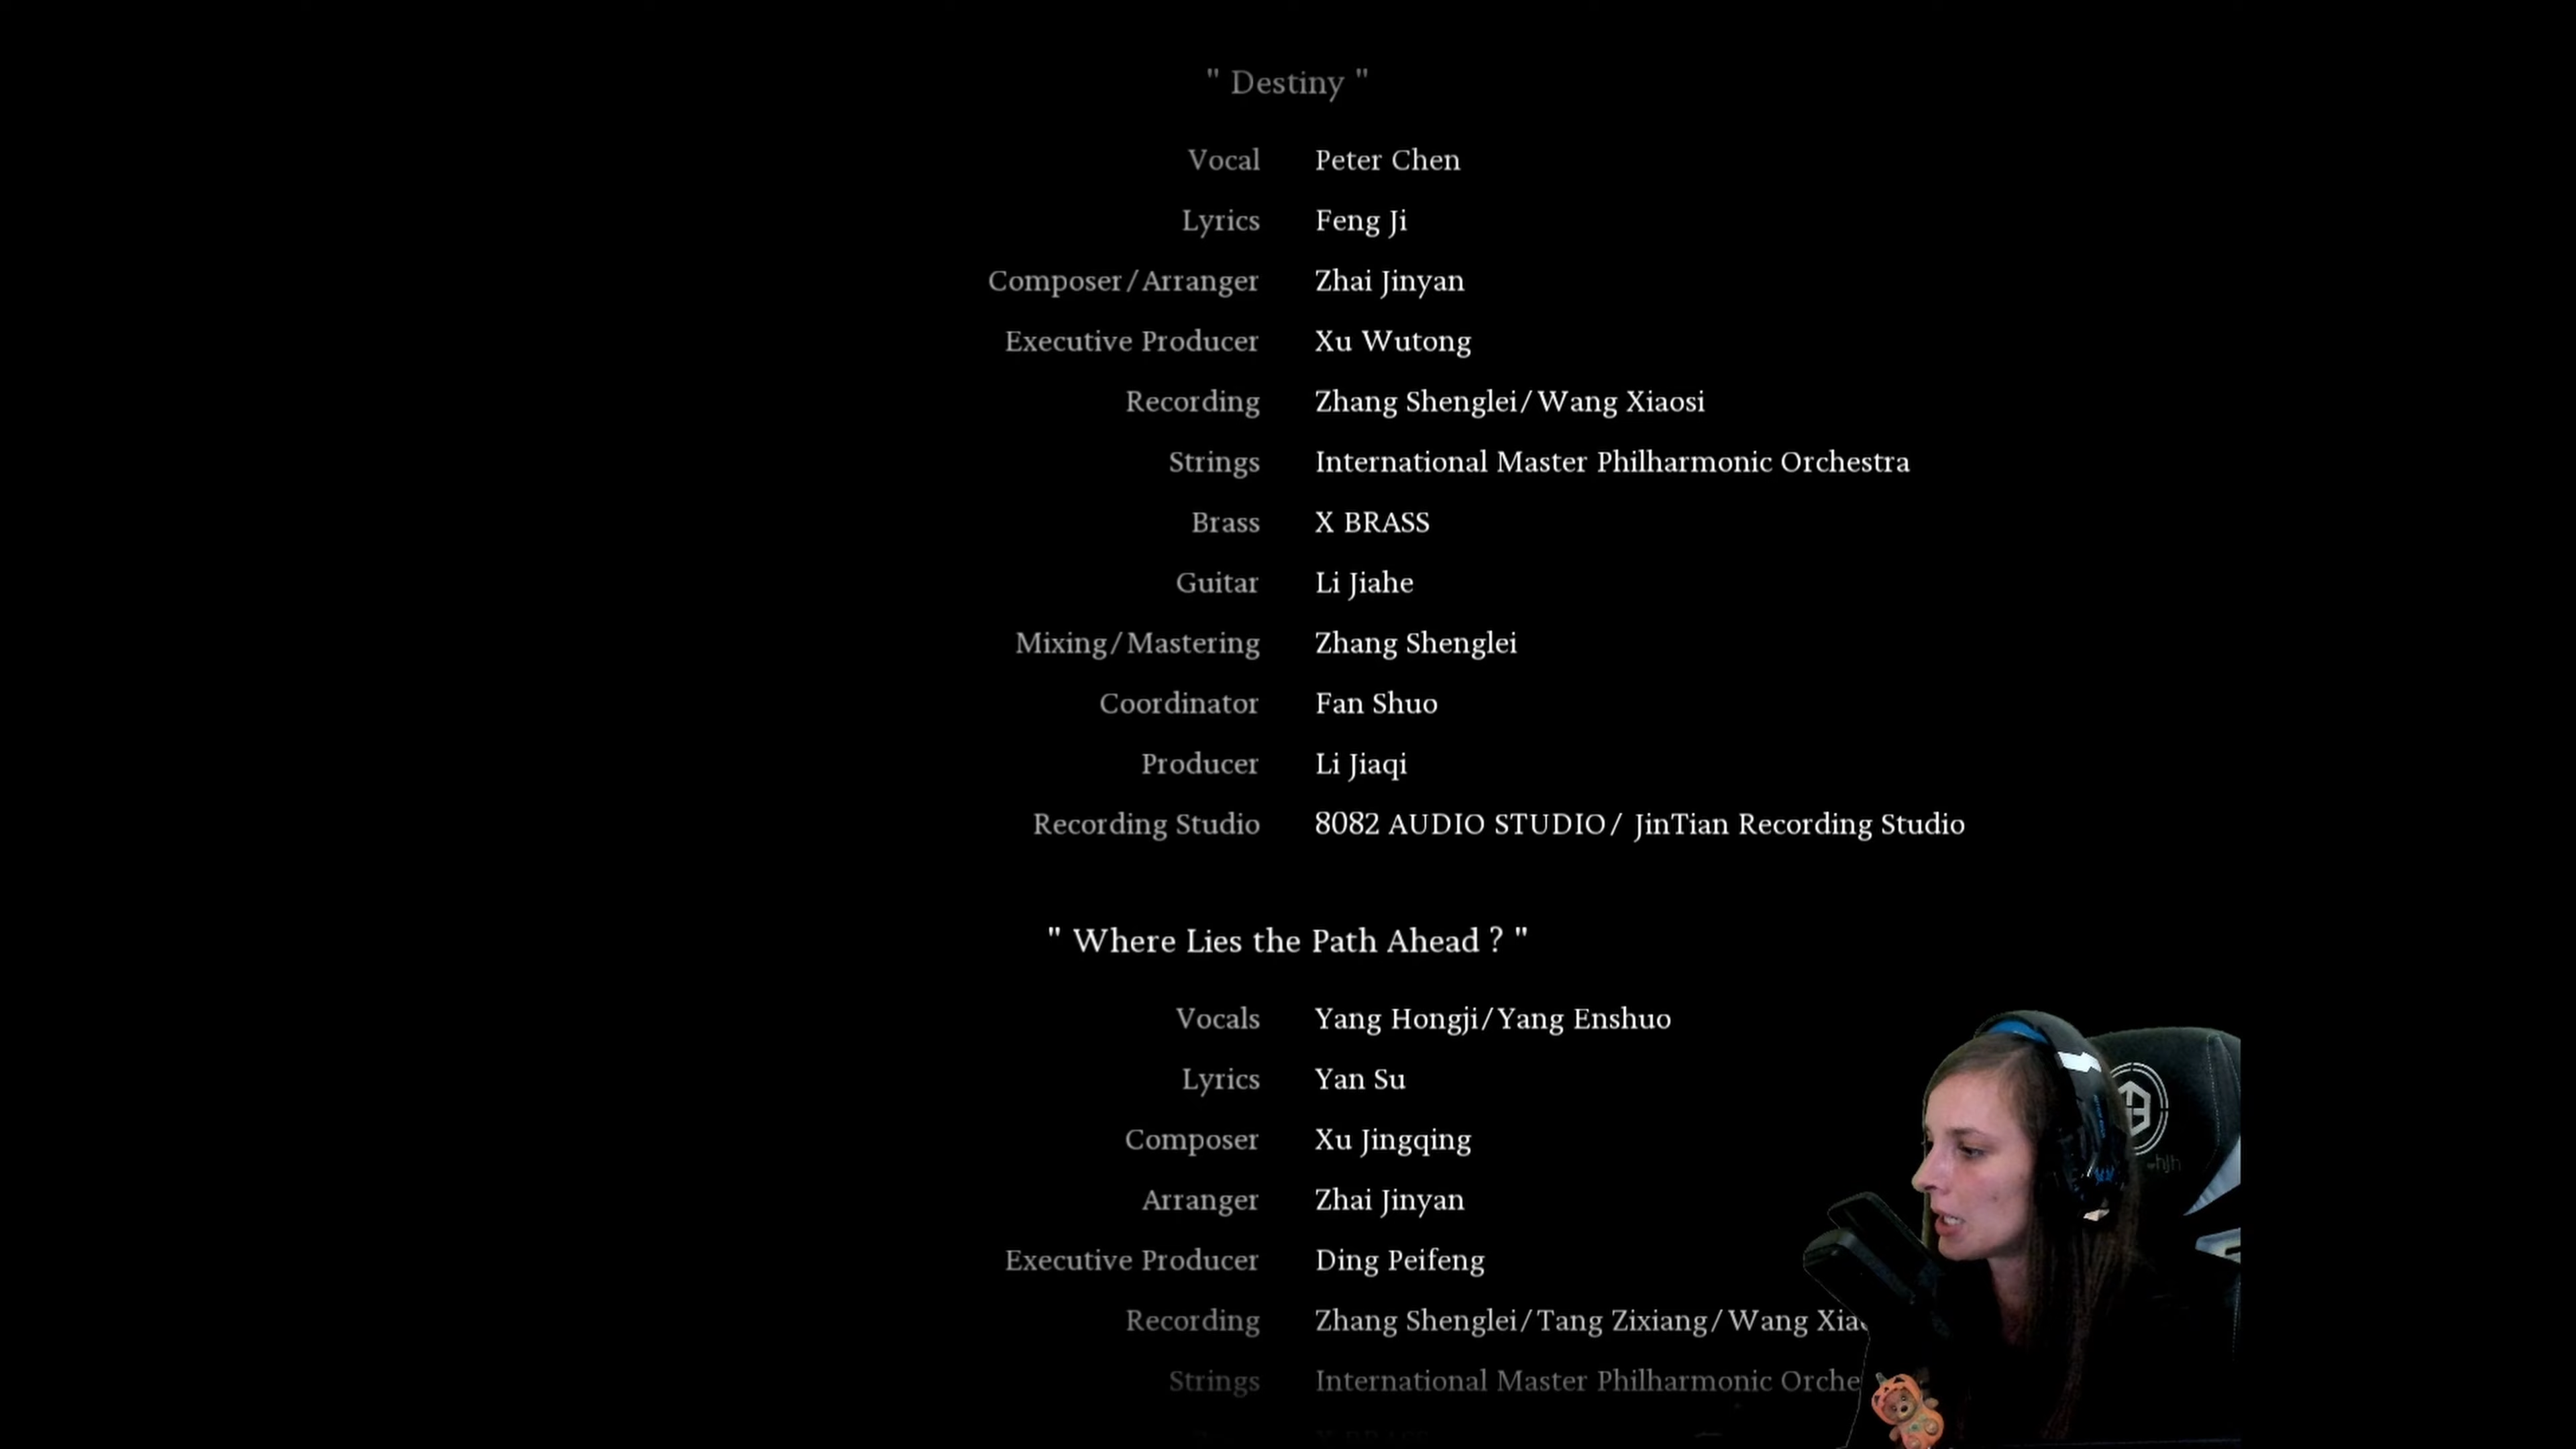 " Destiny "
Vocal Peter Chen
Lyrics Feng Ji
Composer/Arranger Zhai Jinyan
Executive Producer Xu Wutong
Recording Zhang Shenglei/Wang Xiaosi
Strings International Master Philharmonic Orchestra
Brass X BRASS
Guitar Li Jiahe
Mixing/Mastering Zhang Shenglei
Coordinator Fan Shuo
Producer Li Jiaqi
Recording Studio 8082 AUDIO STUDIO/ JinTian Recording Studio
" Where Lies the Path Ahead ? "
Vocals Yang Hongji/Yang Enshuo
Lyrics Yan Su
Composer Xu Jingqing
Arranger Zhai Jinyan
Executive Producer Ding Peifeng
Recording Zhang Shenglei/Tang Zixiang/Wang
Strings International Master Philharmonic
hjh